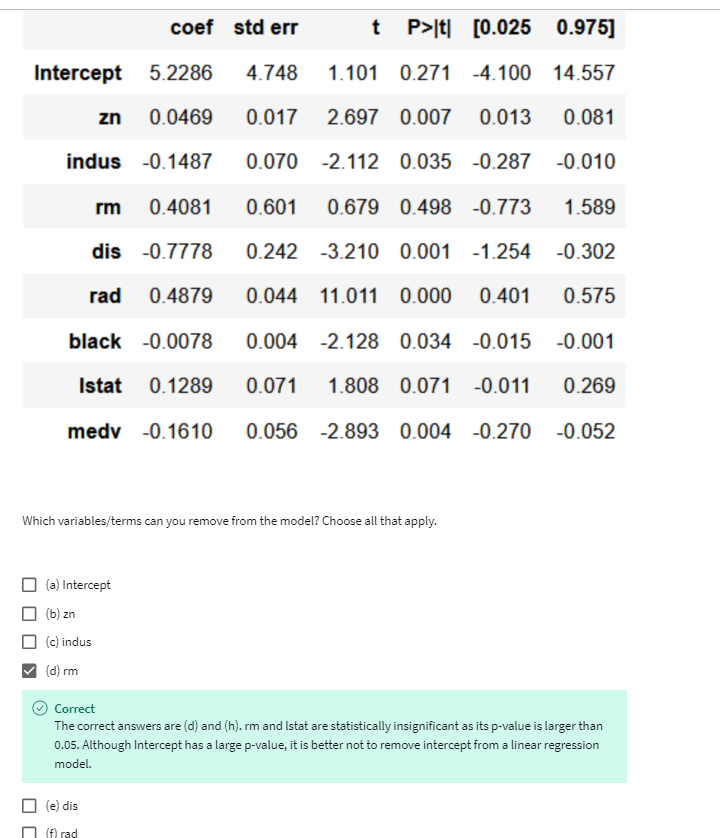 coef std err t P>|t| [0.025 0.975]
Intercept 5.2286 4.748 1.101 0.271 -4.100 14.557
zn 0.0469 0.017 2.697 0.007 0.013 0.081
indus -0.1487 0.070 -2.112 0.035 -0.287 -0.010
rm 0.4081 0.601 0.679 0.498 -0.773 1.589
dis -0.7778 0.242 -3.210 0.001 -1.254 -0.302
rad 0.4879 0.044 11.011 0.000 0.401 0.575
black -0.0078 0.004 -2.128 0.034 -0.015 -0.001
lstat 0.1289 0.071 1.808 0.071 -0.011 0.269
medv -0.1610 0.056 -2.893 0.004 -0.270 -0.052
Which variables/terms can you remove from the model? Choose all that apply.
(a) Intercept
(b) zn
(c) indus
(d) rm
Correct
The correct answers are (d) and (h). rm and lstat are statistically insignificant as its p-value is larger than
0.05. Although Intercept has a large p-value, it is better not to remove intercept from a linear regression
model.
(e) dis
(f) rad